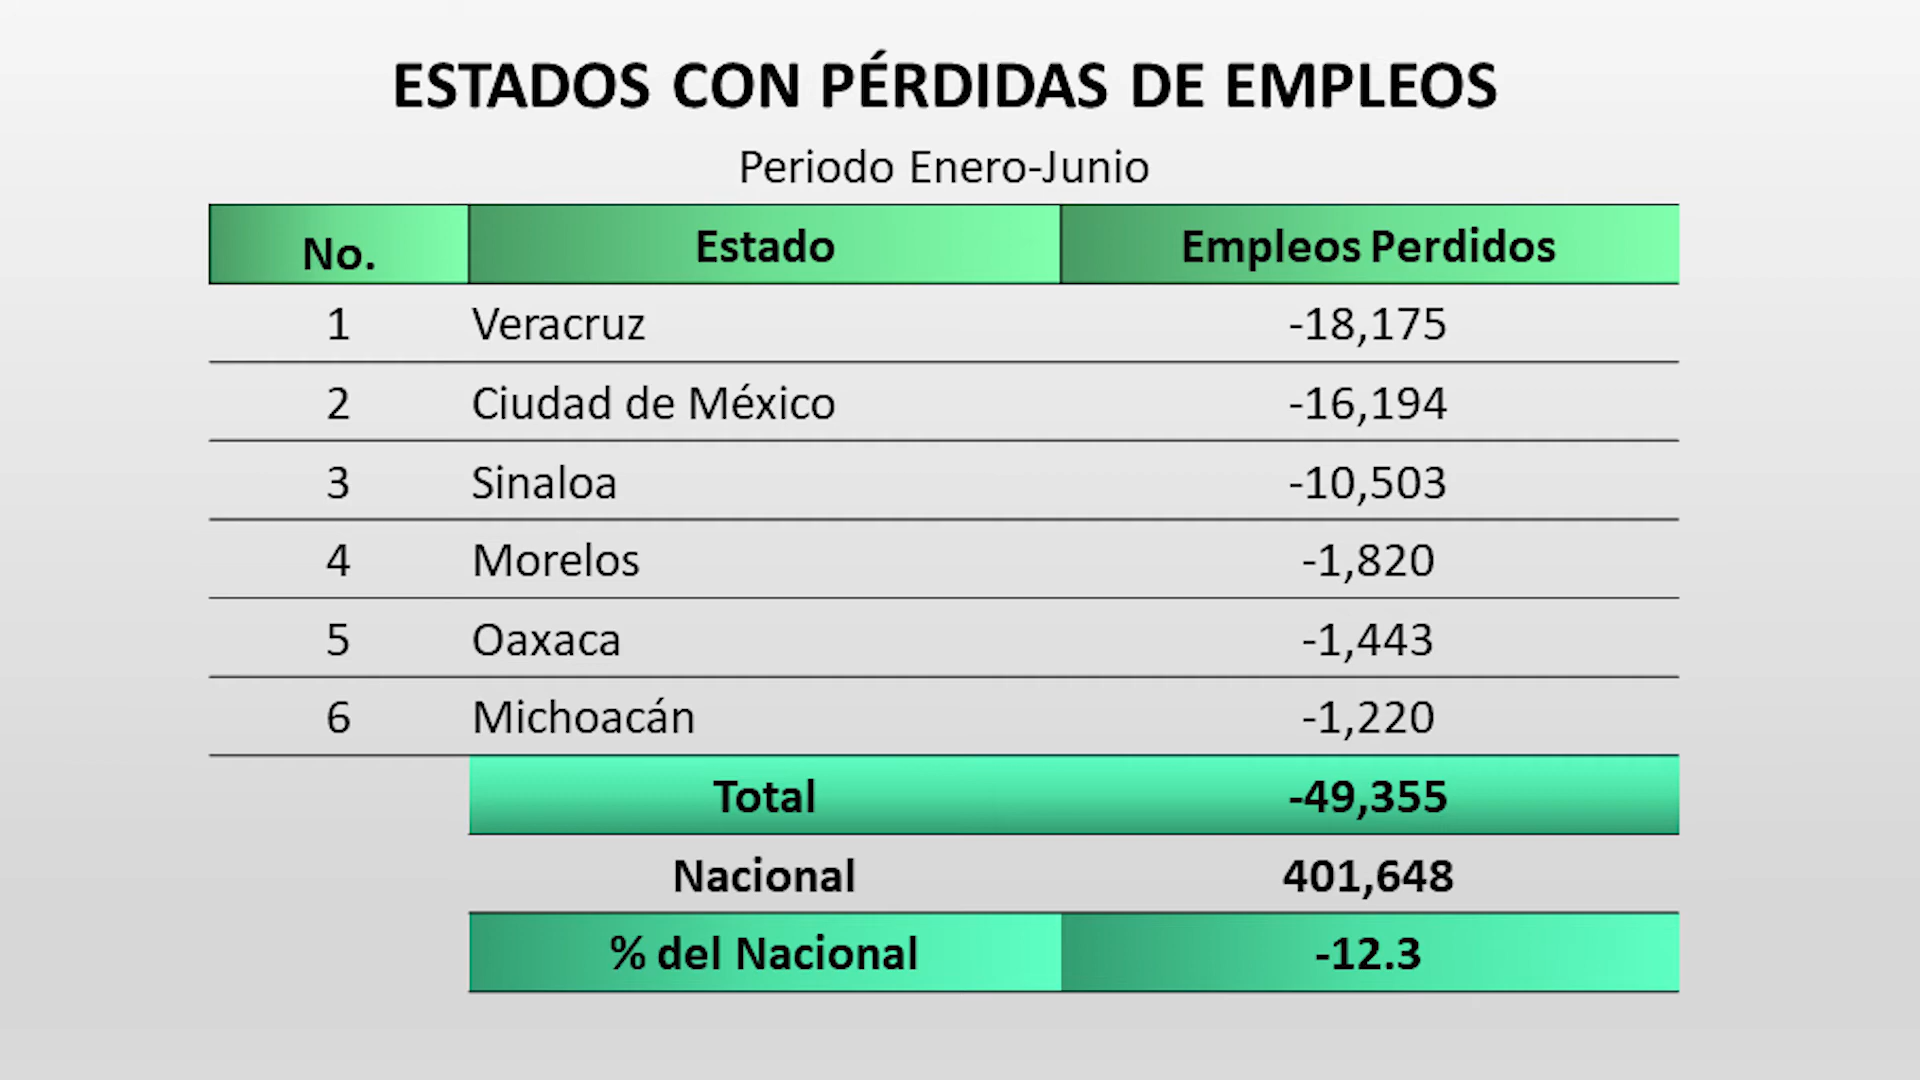 ESTADOS CON PÉRDIDAS DE EMPLEOS
Periodo Enero-Junio
No. Estado Empleos Perdidos
1 Veracruz -18,175
2 Ciudad de México -16,194
3 Sinaloa -10,503
4 Morelos -1,820
5 Oaxaca -1,443
6 Michoacán -1,220
Total -49,355
Nacional 401,648
% del Nacional -12.3